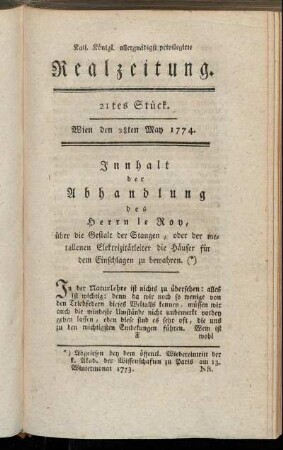 Kais. Königl. allergnädigst privilegirte
Realzeitung.
21tes Stück.
Wien den 28ten May 1774.
Innhalt
der
Abhandlung
des
Herrn le Roy,
über die Gestalt der Stangen, oder der me-
tallenen Elektrizitätleiter die Häuser für
dem Einschlagen zu bewahren. (*)
In der Naturlehre ist nichts zu übersehen: alles
ist wichtig: denn da wir noch so wenige von
den Triebfedern dieses Weltalls kennen, müssen wir
auch die mindeste Umstände nicht unbemerkt vorbey
gehen lassen, eben diese sind es sehr oft, die uns
zu den wichtigsten Entdekungen führen. Wem ist
wohl
*) Abgelesen bey dem öffentl. Wiedereintritt der
k. Akad. der Wissenschaften zu Paris am 13.
Wintermonat 1773.